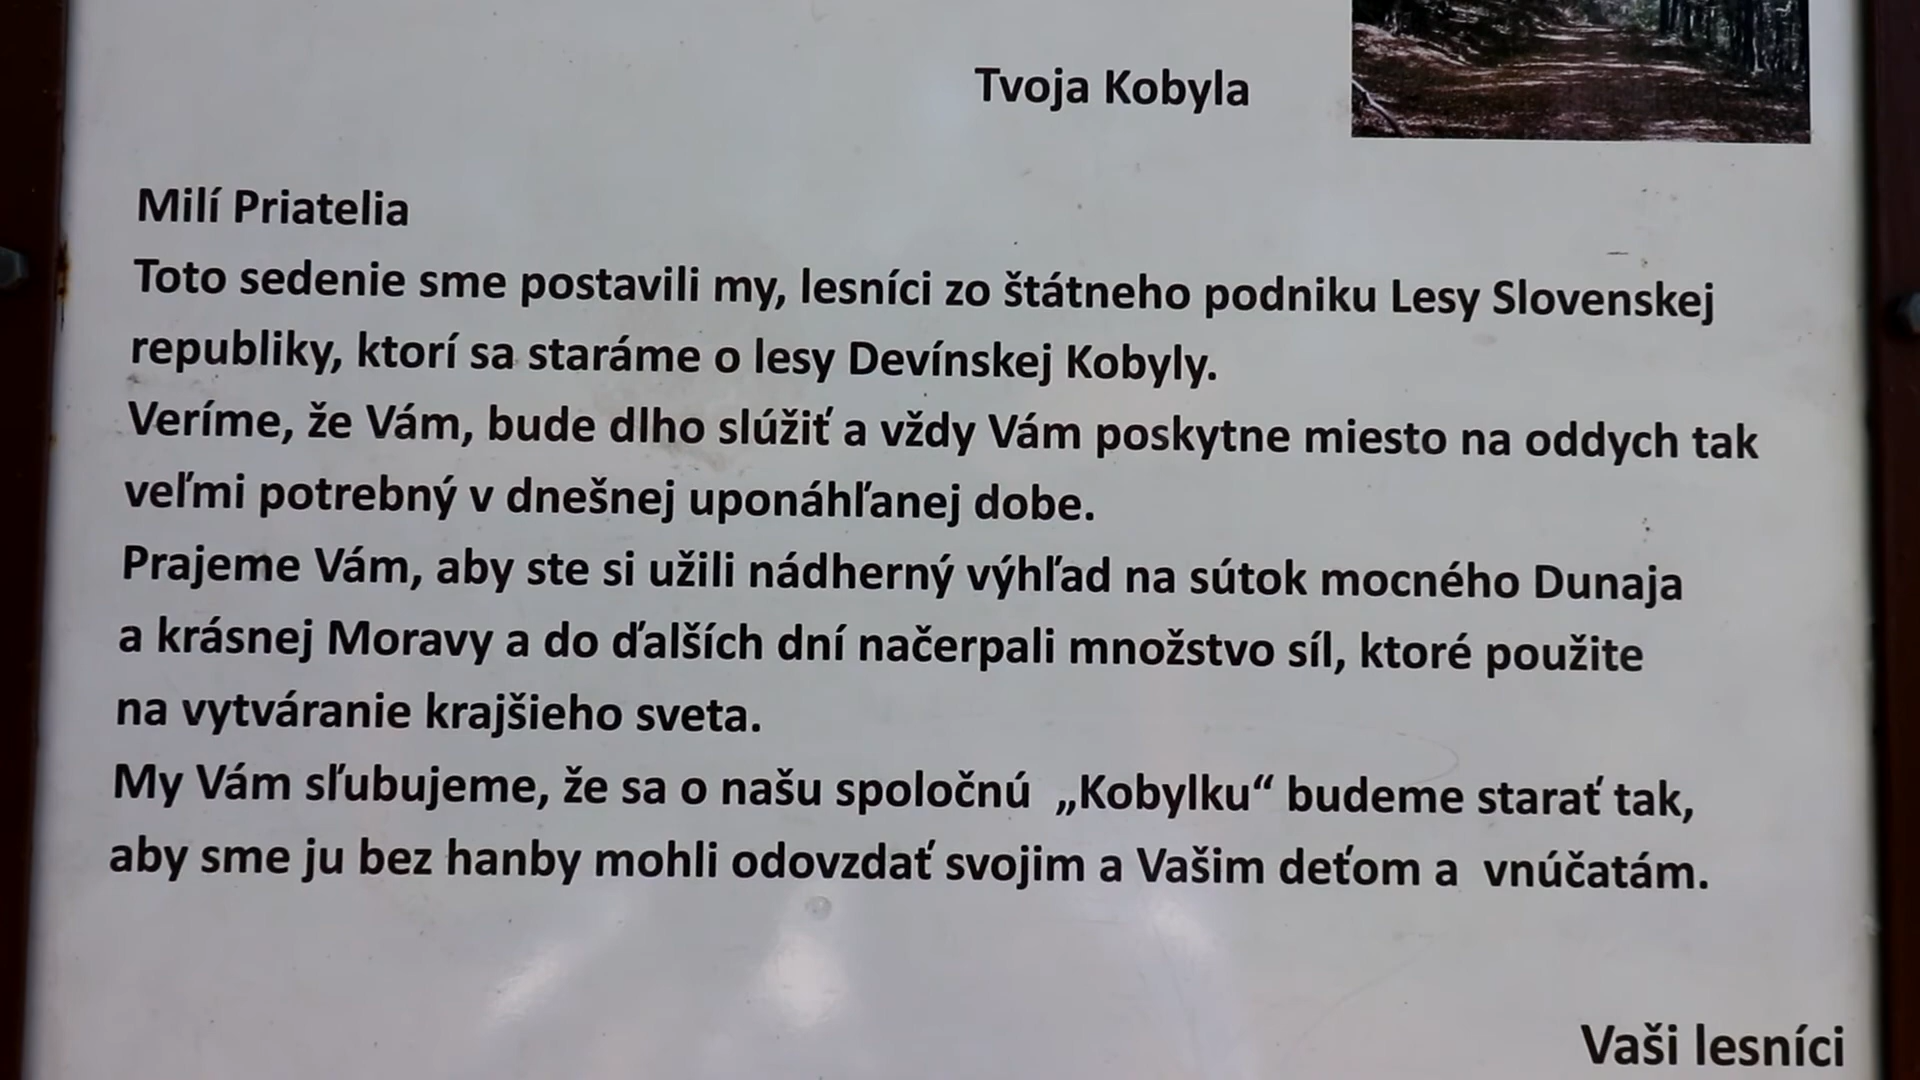 Tvoja Kobyla
Milí Priatelia
Toto sedenie sme postavili my, lesníci zo štátneho podniku Lesy Slovenskej
republiky, ktorí sa staráme o lesy Devínskej Kobyly.
Veríme, že Vám, bude dlho slúžiť a vždy Vám poskytne miesto na oddych tak
veľmi potrebný v dnešnej uponáhľanej dobe.
Prajeme Vám, aby ste si užili nádherný výhľad na sútok mocného Dunaja
a krásnej Moravy a do ďalších dní načerpali množstvo síl, ktoré použite
na vytváranie krajšieho sveta.
My Vám sľubujeme, že sa o našu spoločnú „Kobylku“ budeme starať tak,
aby sme ju bez hanby mohli odovzdať svojim a Vašim deťom a vnúčatám.
Vaši lesníci